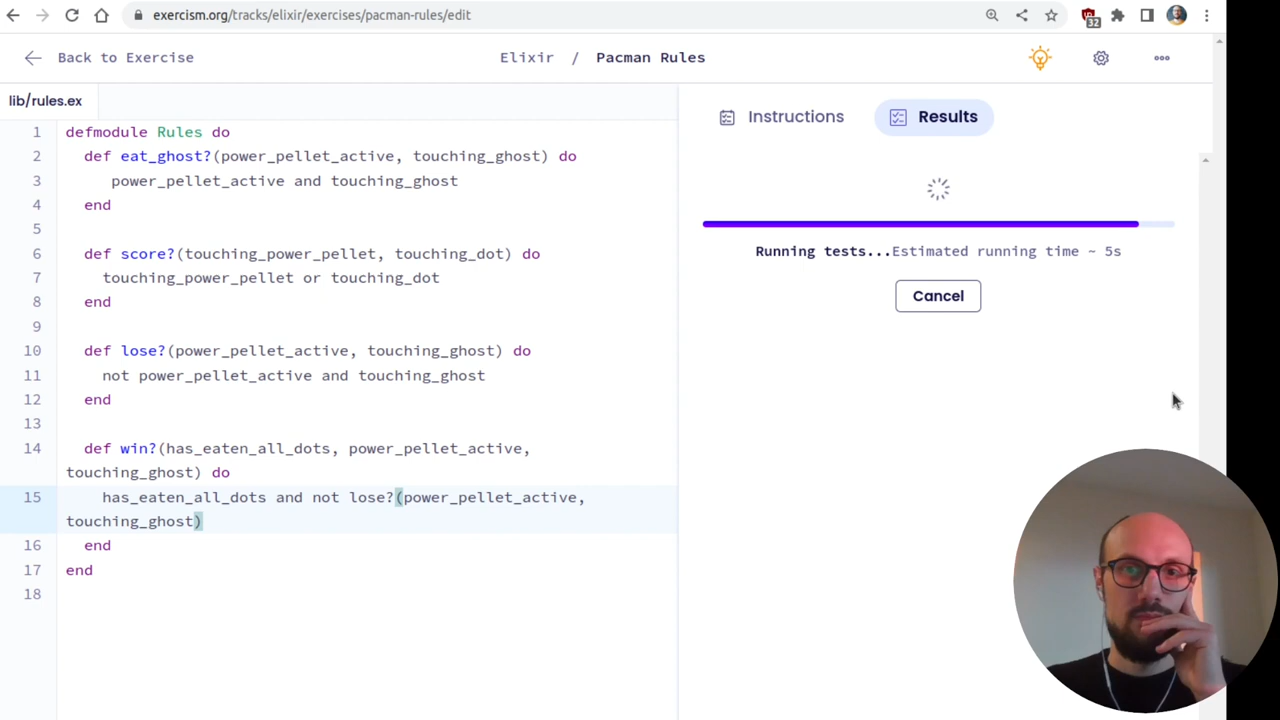 exercism.org/tracks/elixir/exercises/pacman-rules/edit
32
Back to Exercise
Elixir / Pacman Rules
lib/rules.ex
Instructions
Results
1 defmodule Rules do
2 def eat_ghost?(power_pellet_active, touching_ghost) do
3 power_pellet_active and touching_ghost
4 end
5
6 def score?(touching_power_pellet, touching_dot) do
7 touching_power_pellet or touching_dot
8 end
9
10 def lose?(power_pellet_active, touching_ghost) do
11 not power_pellet_active and touching_ghost
12 end
13
14 def win?(has_eaten_all_dots, power_pellet_active,
touching_ghost) do
15 has_eaten_all_dots and not lose?(power_pellet_active,
touching_ghost)
16 end
17 end
18
Running tests...Estimated running time ~ 5s
Cancel